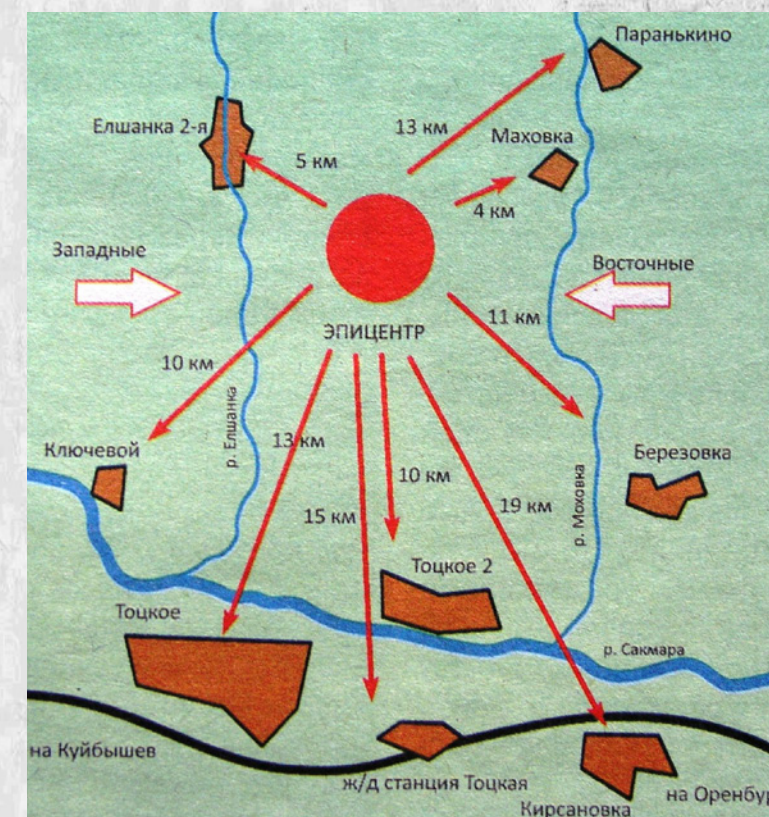 Паранькино
Елшанка 2-я
13 км
Маховка
5 км
4 км
Западные
Восточные
ЭПИЦЕНТР
11 км
10 км
р. Елшанка
Ключевой
13 км
10 км
Березовка
15 км
19 км
р. Моховка
Тоцкое 2
Тоцкое
р. Сакмара
на Куйбышев
ж/д станция Тоцкая
на Оренбур
Кирсановка